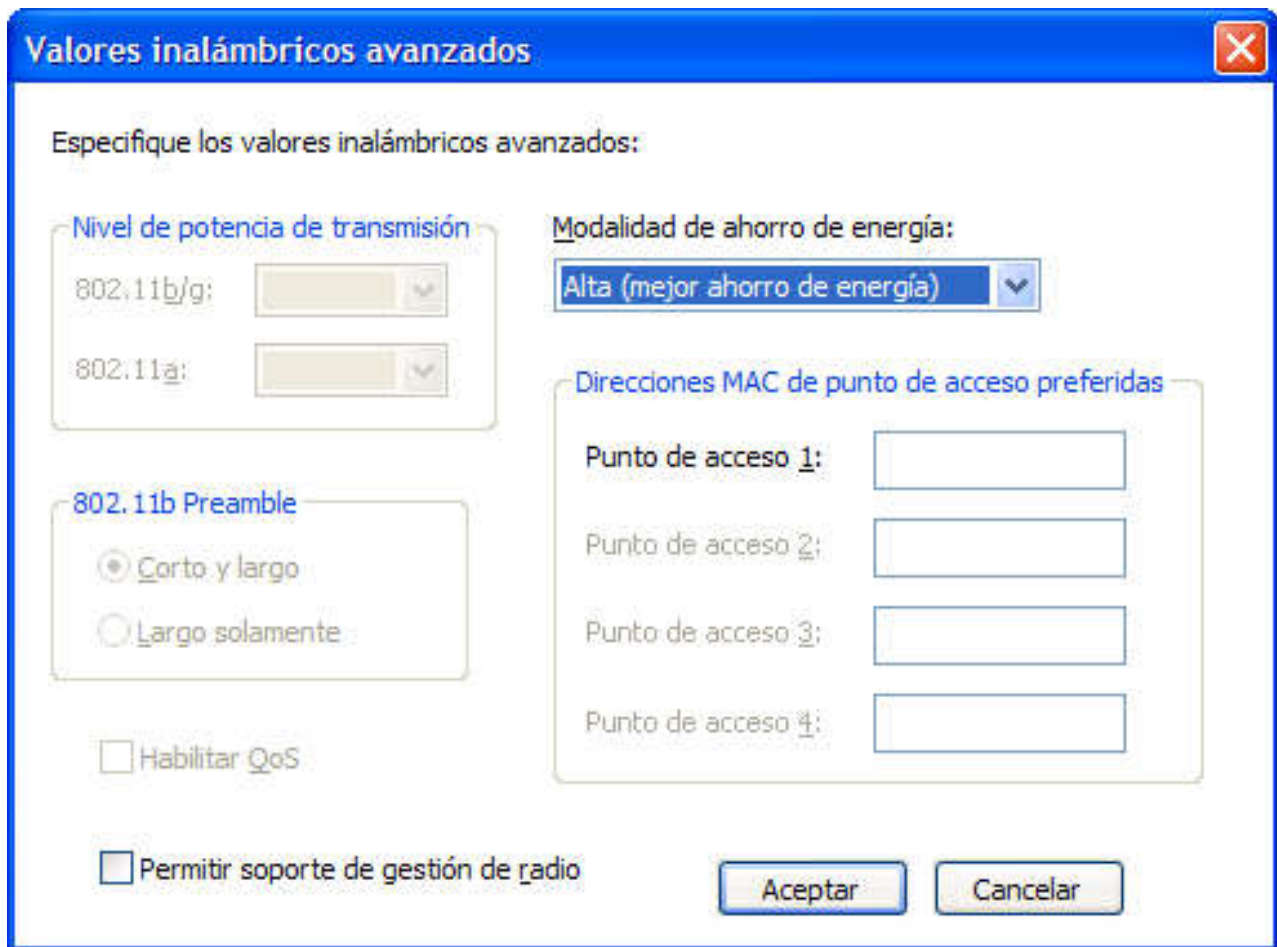 Valores inalámbricos avanzados
Especifique los valores inalámbricos avanzados:
Nivel de potencia de transmisión
802.11b/g:
802.11a:
Modalidad de ahorro de energía:
Alta (mejor ahorro de energía)
802.11b Preamble
Corto y largo
Largo solamente
Direcciones MAC de punto de acceso preferidas
Punto de acceso 1:
Punto de acceso 2:
Punto de acceso 3:
Punto de acceso 4:
Habilitar QoS
Permitir soporte de gestión de radio
Aceptar
Cancelar